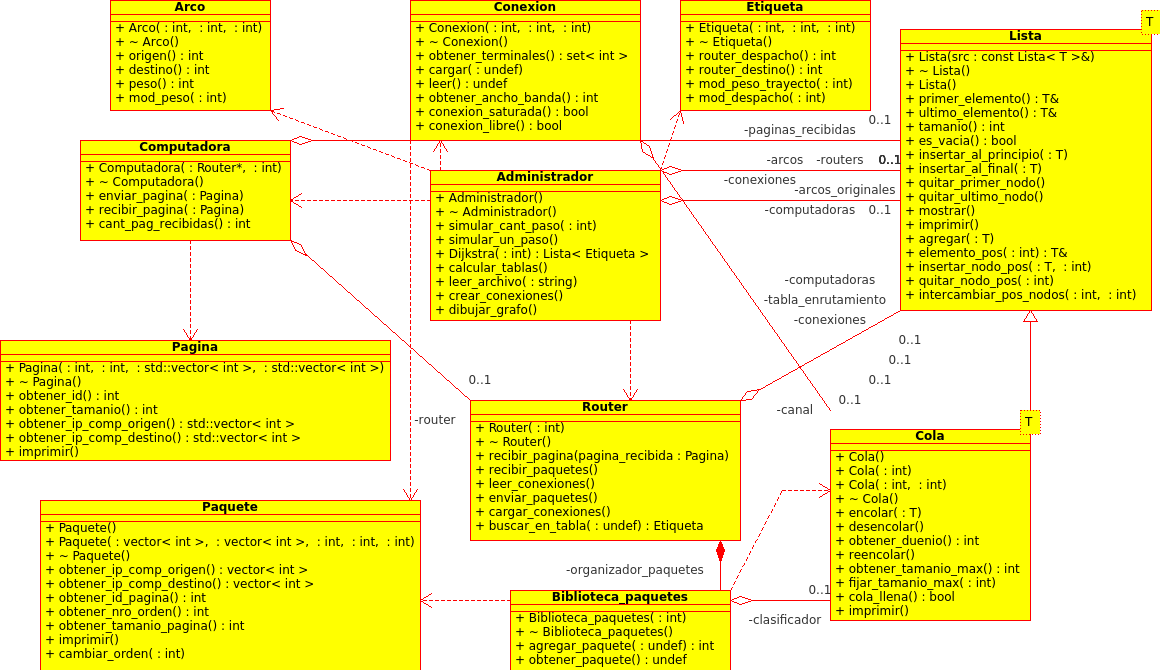 Arco
+ Arco( : int,  : int,  : int)
+ ~ Arco()
+ origen() : int
+ destino() : int
+ peso() : int
+ mod_peso( : int)
Conexion
+ Conexion( : int,  : int,  : int)
+ ~ Conexion()
+ obtener_terminales() : set< int >
+ cargar( : undef)
+ leer() : undef
+ obtener_ancho_banda() : int
+ conexion_saturada() : bool
+ conexion_libre() : bool
Etiqueta
+ Etiqueta( : int,  : int,  : int)
+ ~ Etiqueta()
+ router_despacho() : int
+ router_destino() : int
+ mod_peso_trayecto( : int)
+ mod_despacho( : int)
T
Lista
+ Lista(src : const Lista< T >&)
+ ~ Lista()
+ Lista()
+ primer_elemento() : T&
+ ultimo_elemento() : T&
+ tamanio() : int
+ es_vacia() : bool
+ insertar_al_principio( : T)
+ insertar_al_final( : T)
+ quitar_primer_nodo()
+ quitar_ultimo_nodo()
+ mostrar()
+ imprimir()
+ agregar( : T)
+ elemento_pos( : int) : T&
+ insertar_nodo_pos( : T,  : int)
+ quitar_nodo_pos( : int)
+ intercambiar_pos_nodos( : int,  : int)
0..1
-paginas_recibidas
-arcos
-routers
0..1
-conexiones
-arcos_originales
-computadoras
0..1
Computadora
+ Computadora( : Router*,  : int)
+ ~ Computadora()
+ enviar_pagina( : Pagina)
+ recibir_pagina( : Pagina)
+ cant_pag_recibidas() : int
Administrador
+ Administrador()
+ ~ Administrador()
+ simular_cant_paso( : int)
+ simular_un_paso()
+ Dijkstra( : int) : Lista< Etiqueta >
+ calcular_tablas()
+ leer_archivo( : string)
+ crear_conexiones()
+ dibujar_grafo()
-computadoras
-tabla_enrutamiento
-conexiones
0..1
0..1
0..1
0..1
-canal
Pagina
+ Pagina( : int,  : int,  : std::vector< int >,  : std::vector< int >)
+ ~ Pagina()
+ obtener_id() : int
+ obtener_tamanio() : int
+ obtener_ip_comp_origen() : std::vector< int >
+ obtener_ip_comp_destino() : std::vector< int >
+ imprimir()
0..1
-router
Router
+ Router( : int)
+ ~ Router()
+ recibir_pagina(pagina_recibida : Pagina)
+ recibir_paquetes()
+ leer_conexiones()
+ enviar_paquetes()
+ cargar_conexiones()
+ buscar_en_tabla( : undef) : Etiqueta
T
Cola
+ Cola()
+ Cola( : int)
+ Cola( : int,  : int)
+ ~ Cola()
+ encolar( : T)
+ desencolar()
+ obtener_duenio() : int
+ reencolar()
+ obtener_tamanio_max() : int
+ fijar_tamanio_max( : int)
+ cola_llena() : bool
+ imprimir()
Paquete
+ Paquete()
+ Paquete( : vector< int >,  : vector< int >,  : int,  : int,  : int)
+ ~ Paquete()
+ obtener_ip_comp_origen() : vector< int >
+ obtener_ip_comp_destino() : vector< int >
+ obtener_id_pagina() : int
+ obtener_nro_orden() : int
+ obtener_tamanio_pagina() : int
+ imprimir()
+ cambiar_orden( : int)
-organizador_paquetes
0..1
-clasificador
Biblioteca_paquetes
+ Biblioteca_paquetes( : int)
+ ~ Biblioteca_paquetes()
+ agregar_paquete( : undef) : int
+ obtener_paquete() : undef